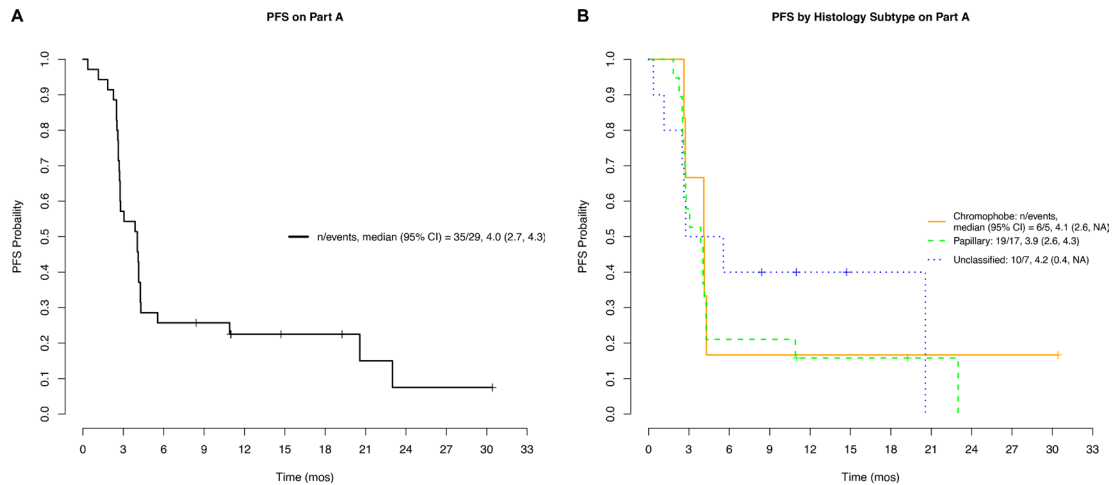 A
PFS on Part A
PFS Probaility
1.0
0.9
0.8
0.7
0.6
0.5
0.4
0.3
0.2
0.1
0.0
n/events, median (95% CI) = 35/29, 4.0 (2.7, 4.3)
0 3 6 9 12 15 18 21 24 27 30 33
Time (mos)
B
PFS by Histology Subtype on Part A
PFS Probaility
1.0
0.9
0.8
0.7
0.6
0.5
0.4
0.3
0.2
0.1
0.0
Chromophobe: n/events,
median (95% CI) = 6/5, 4.1 (2.6, NA)
Papillary: 19/17, 3.9 (2.6, 4.3)
Unclassified: 10/7, 4.2 (0.4, NA)
0 3 6 9 12 15 18 21 24 27 30 33
Time (mos)